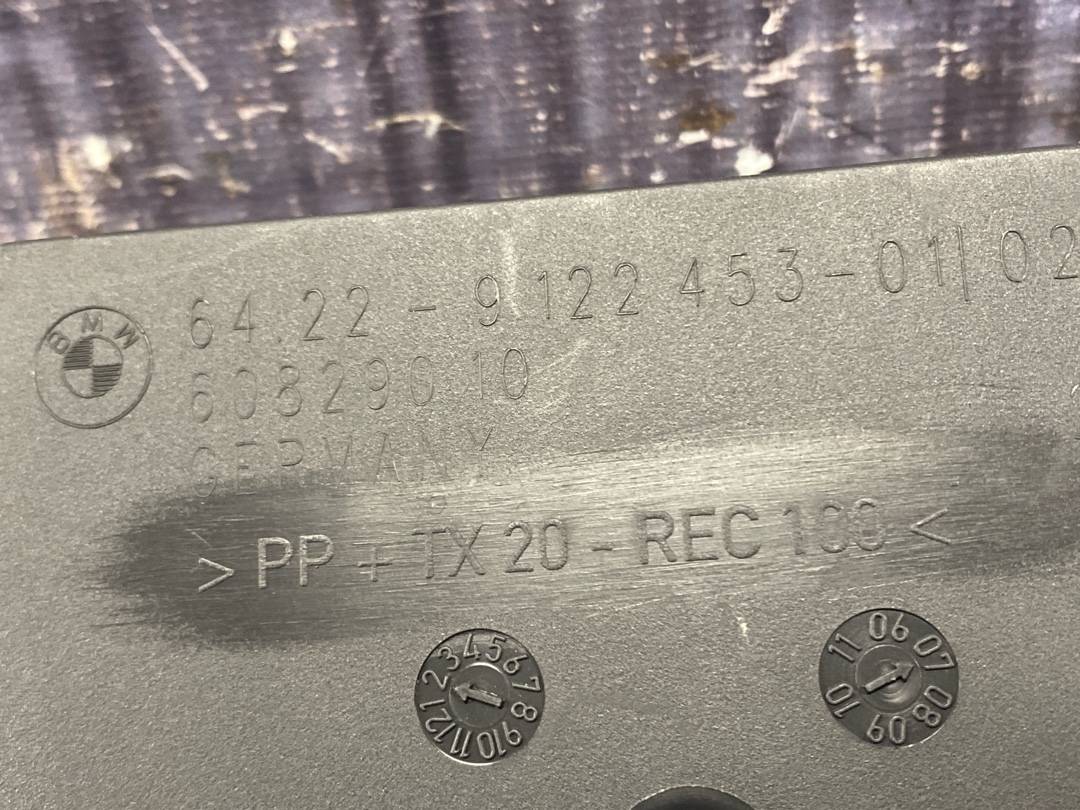 BMW
64.22 - 9 122 453-01| 02
608290 10
GERMANY
> PP + TX 20 - REC 100 <
1 2 3 4 5 6 7 8 9 10 11 12
06 07 08 09 10 11